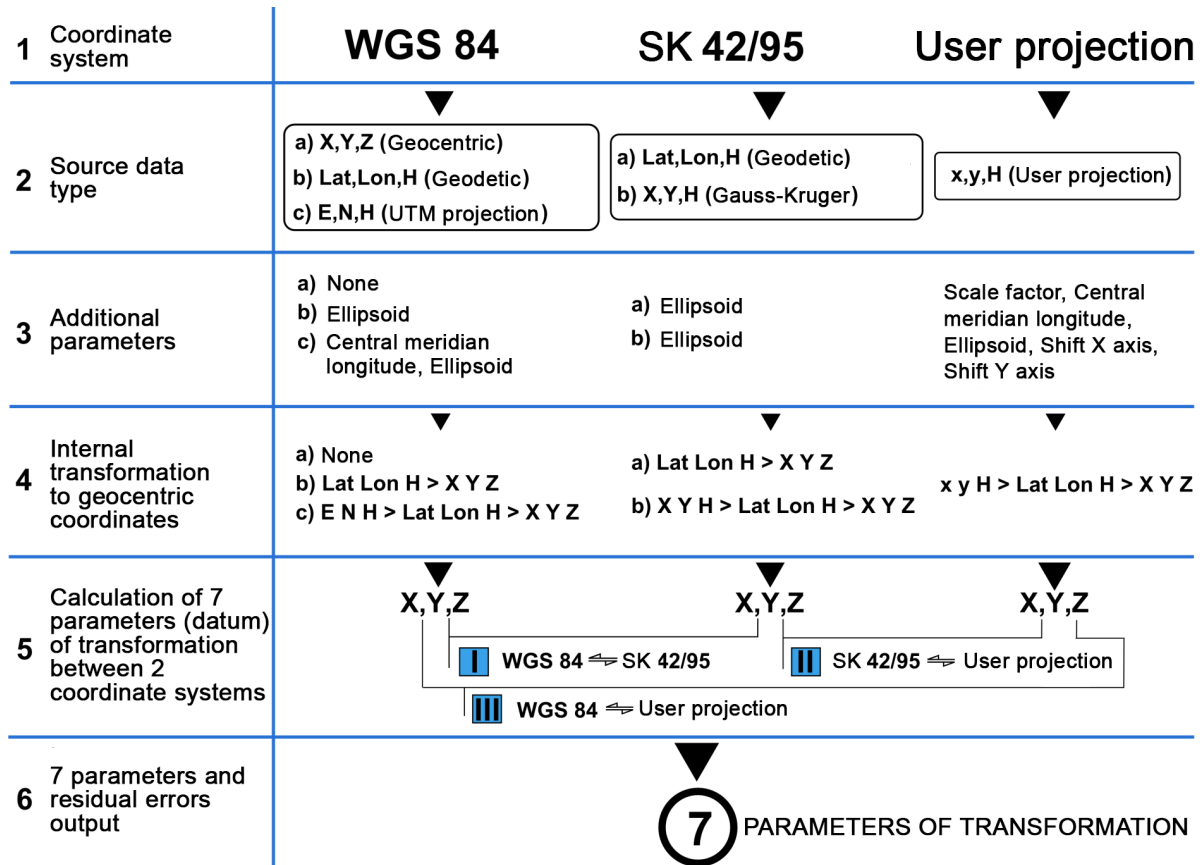 1 Coordinate system
WGS 84
SK 42/95
User projection
2 Source data type
a) X,Y,Z (Geocentric)
b) Lat,Lon,H (Geodetic)
c) E,N,H (UTM projection)
a) Lat,Lon,H (Geodetic)
b) X,Y,H (Gauss-Kruger)
x,y,H (User projection)
3 Additional parameters
a) None
b) Ellipsoid
c) Central meridian
longitude, Ellipsoid
a) Ellipsoid
b) Ellipsoid
Scale factor, Central
meridian longitude,
Ellipsoid, Shift X axis,
Shift Y axis
4 Internal
transformation
to geocentric
coordinates
a) None
b) Lat Lon H > X Y Z
c) E N H > Lat Lon H > X Y Z
a) Lat Lon H > X Y Z
b) X Y H > Lat Lon H > X Y Z
x y H > Lat Lon H > X Y Z
5 Calculation of 7
parameters (datum)
of transformation
between 2
coordinate systems
X,Y,Z
X,Y,Z
X,Y,Z
I WGS 84 ⇌ SK 42/95
II SK 42/95 ⇌ User projection
III WGS 84 ⇌ User projection
6 7 parameters and
residual errors
output
7 PARAMETERS OF TRANSFORMATION